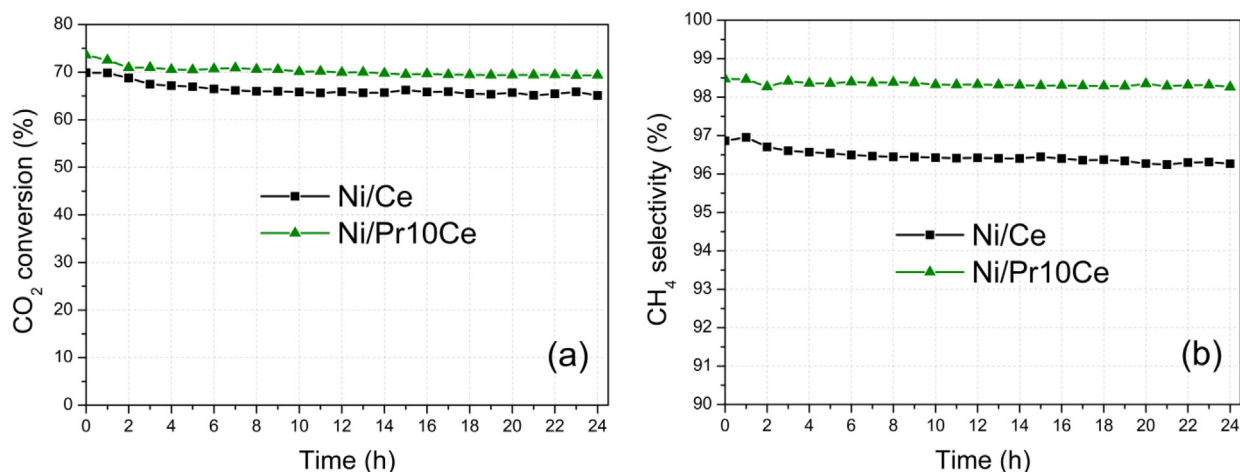 CO2 conversion (%)
80
70
60
50
40
30
20
10
0
Ni/Ce
Ni/Pr10Ce
(a)
0 2 4 6 8 10 12 14 16 18 20 22 24
Time (h)
CH4 selectivity (%)
100
99
98
97
96
95
94
93
92
91
90
Ni/Ce
Ni/Pr10Ce
(b)
0 2 4 6 8 10 12 14 16 18 20 22 24
Time (h)